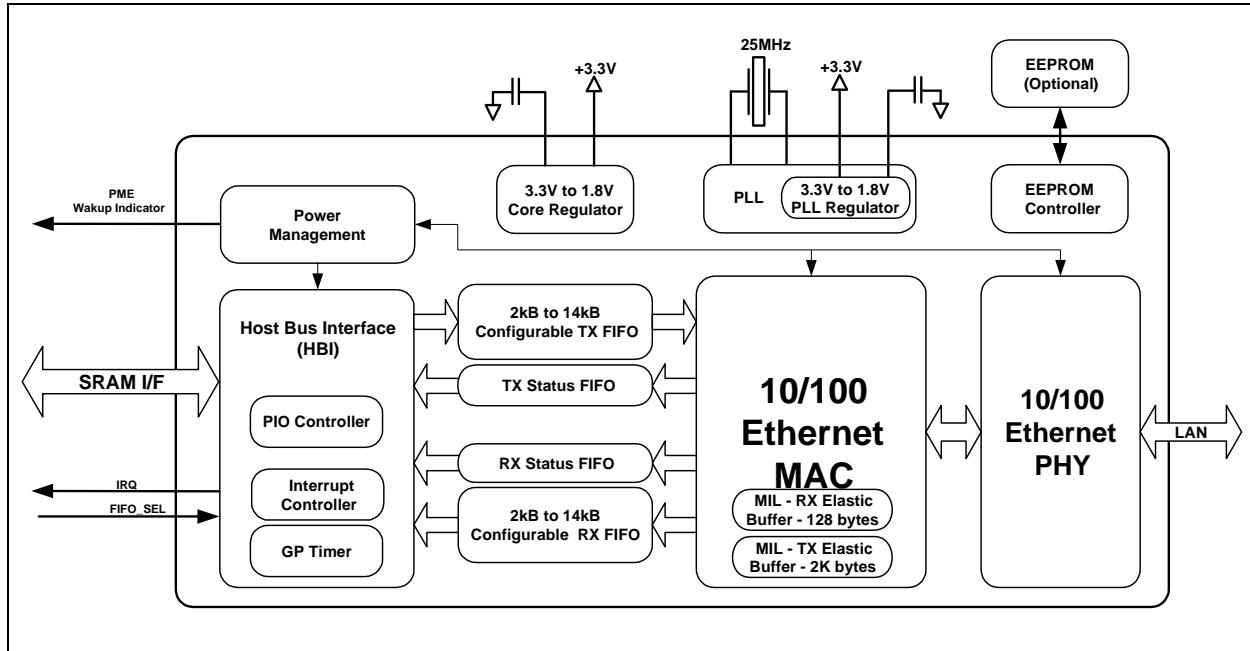 25MHz
+3.3V
+3.3V
EEPROM
(Optional)
PME
Wakup Indicator
Power
Management
3.3V to 1.8V
Core Regulator
PLL
3.3V to 1.8V
PLL Regulator
EEPROM
Controller
Host Bus Interface
(HBI)
2kB to 14kB
Configurable TX FIFO
SRAM I/F
TX Status FIFO
PIO Controller
10/100
Ethernet
MAC
10/100
Ethernet
PHY
LAN
RX Status FIFO
IRQ
FIFO_SEL
Interrupt
Controller
2kB to 14kB
Configurable RX FIFO
MIL - RX Elastic
Buffer - 128 bytes
GP Timer
MIL - TX Elastic
Buffer - 2K bytes